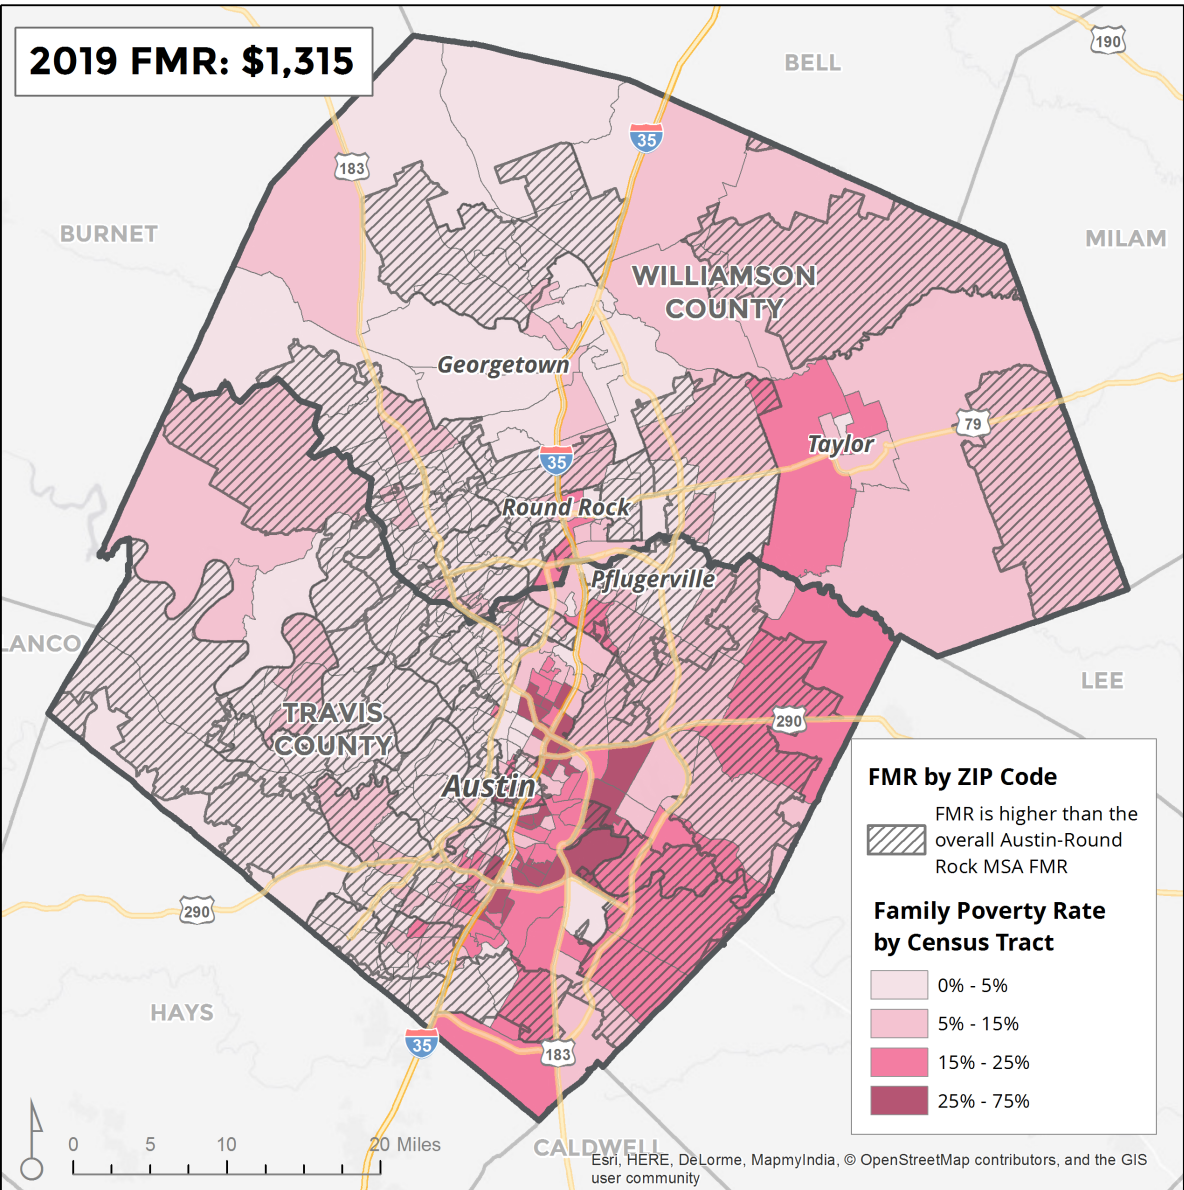 2019 FMR: $1,315
190
BELL
35
183
BURNET
MILAM
WILLIAMSON
COUNTY
Georgetown
79
Taylor
35
Round Rock
Pflugerville
LANCO
LEE
TRAVIS
COUNTY
290
Austin
290
HAYS
35
183
FMR by ZIP Code
FMR is higher than the
overall Austin-Round
Rock MSA FMR
Family Poverty Rate
by Census Tract
0% - 5%
5% - 15%
15% - 25%
25% - 75%
0 5 10 20 Miles
CALDWELL
Esri, HERE, DeLorme, MapmyIndia, © OpenStreetMap contributors, and the GIS
user community